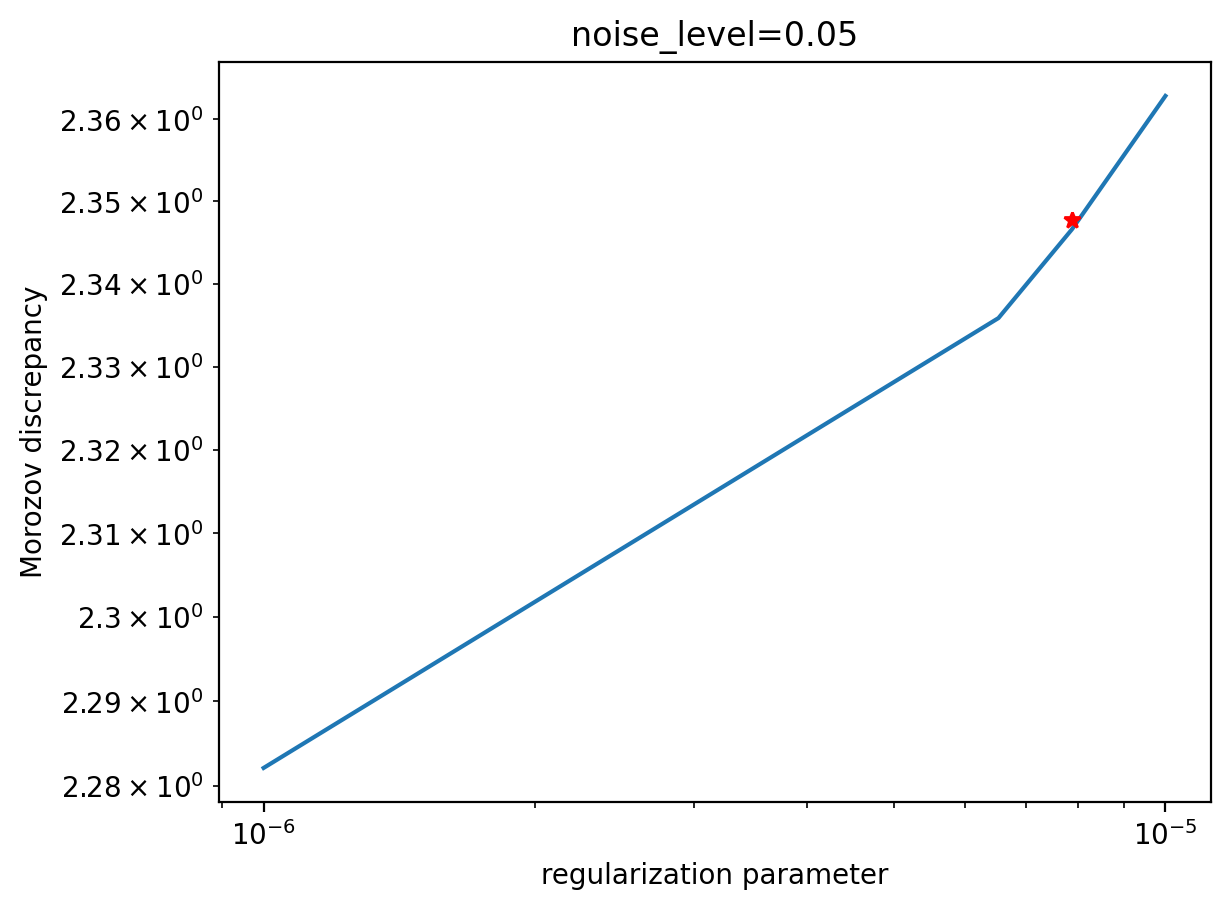 noise_level=0.05
2.36 × 10⁰
2.35 × 10⁰
2.34 × 10⁰
2.33 × 10⁰
2.32 × 10⁰
2.31 × 10⁰
2.3 × 10⁰
2.29 × 10⁰
2.28 × 10⁰
Morozov discrepancy
10⁻⁶ 10⁻⁵
regularization parameter